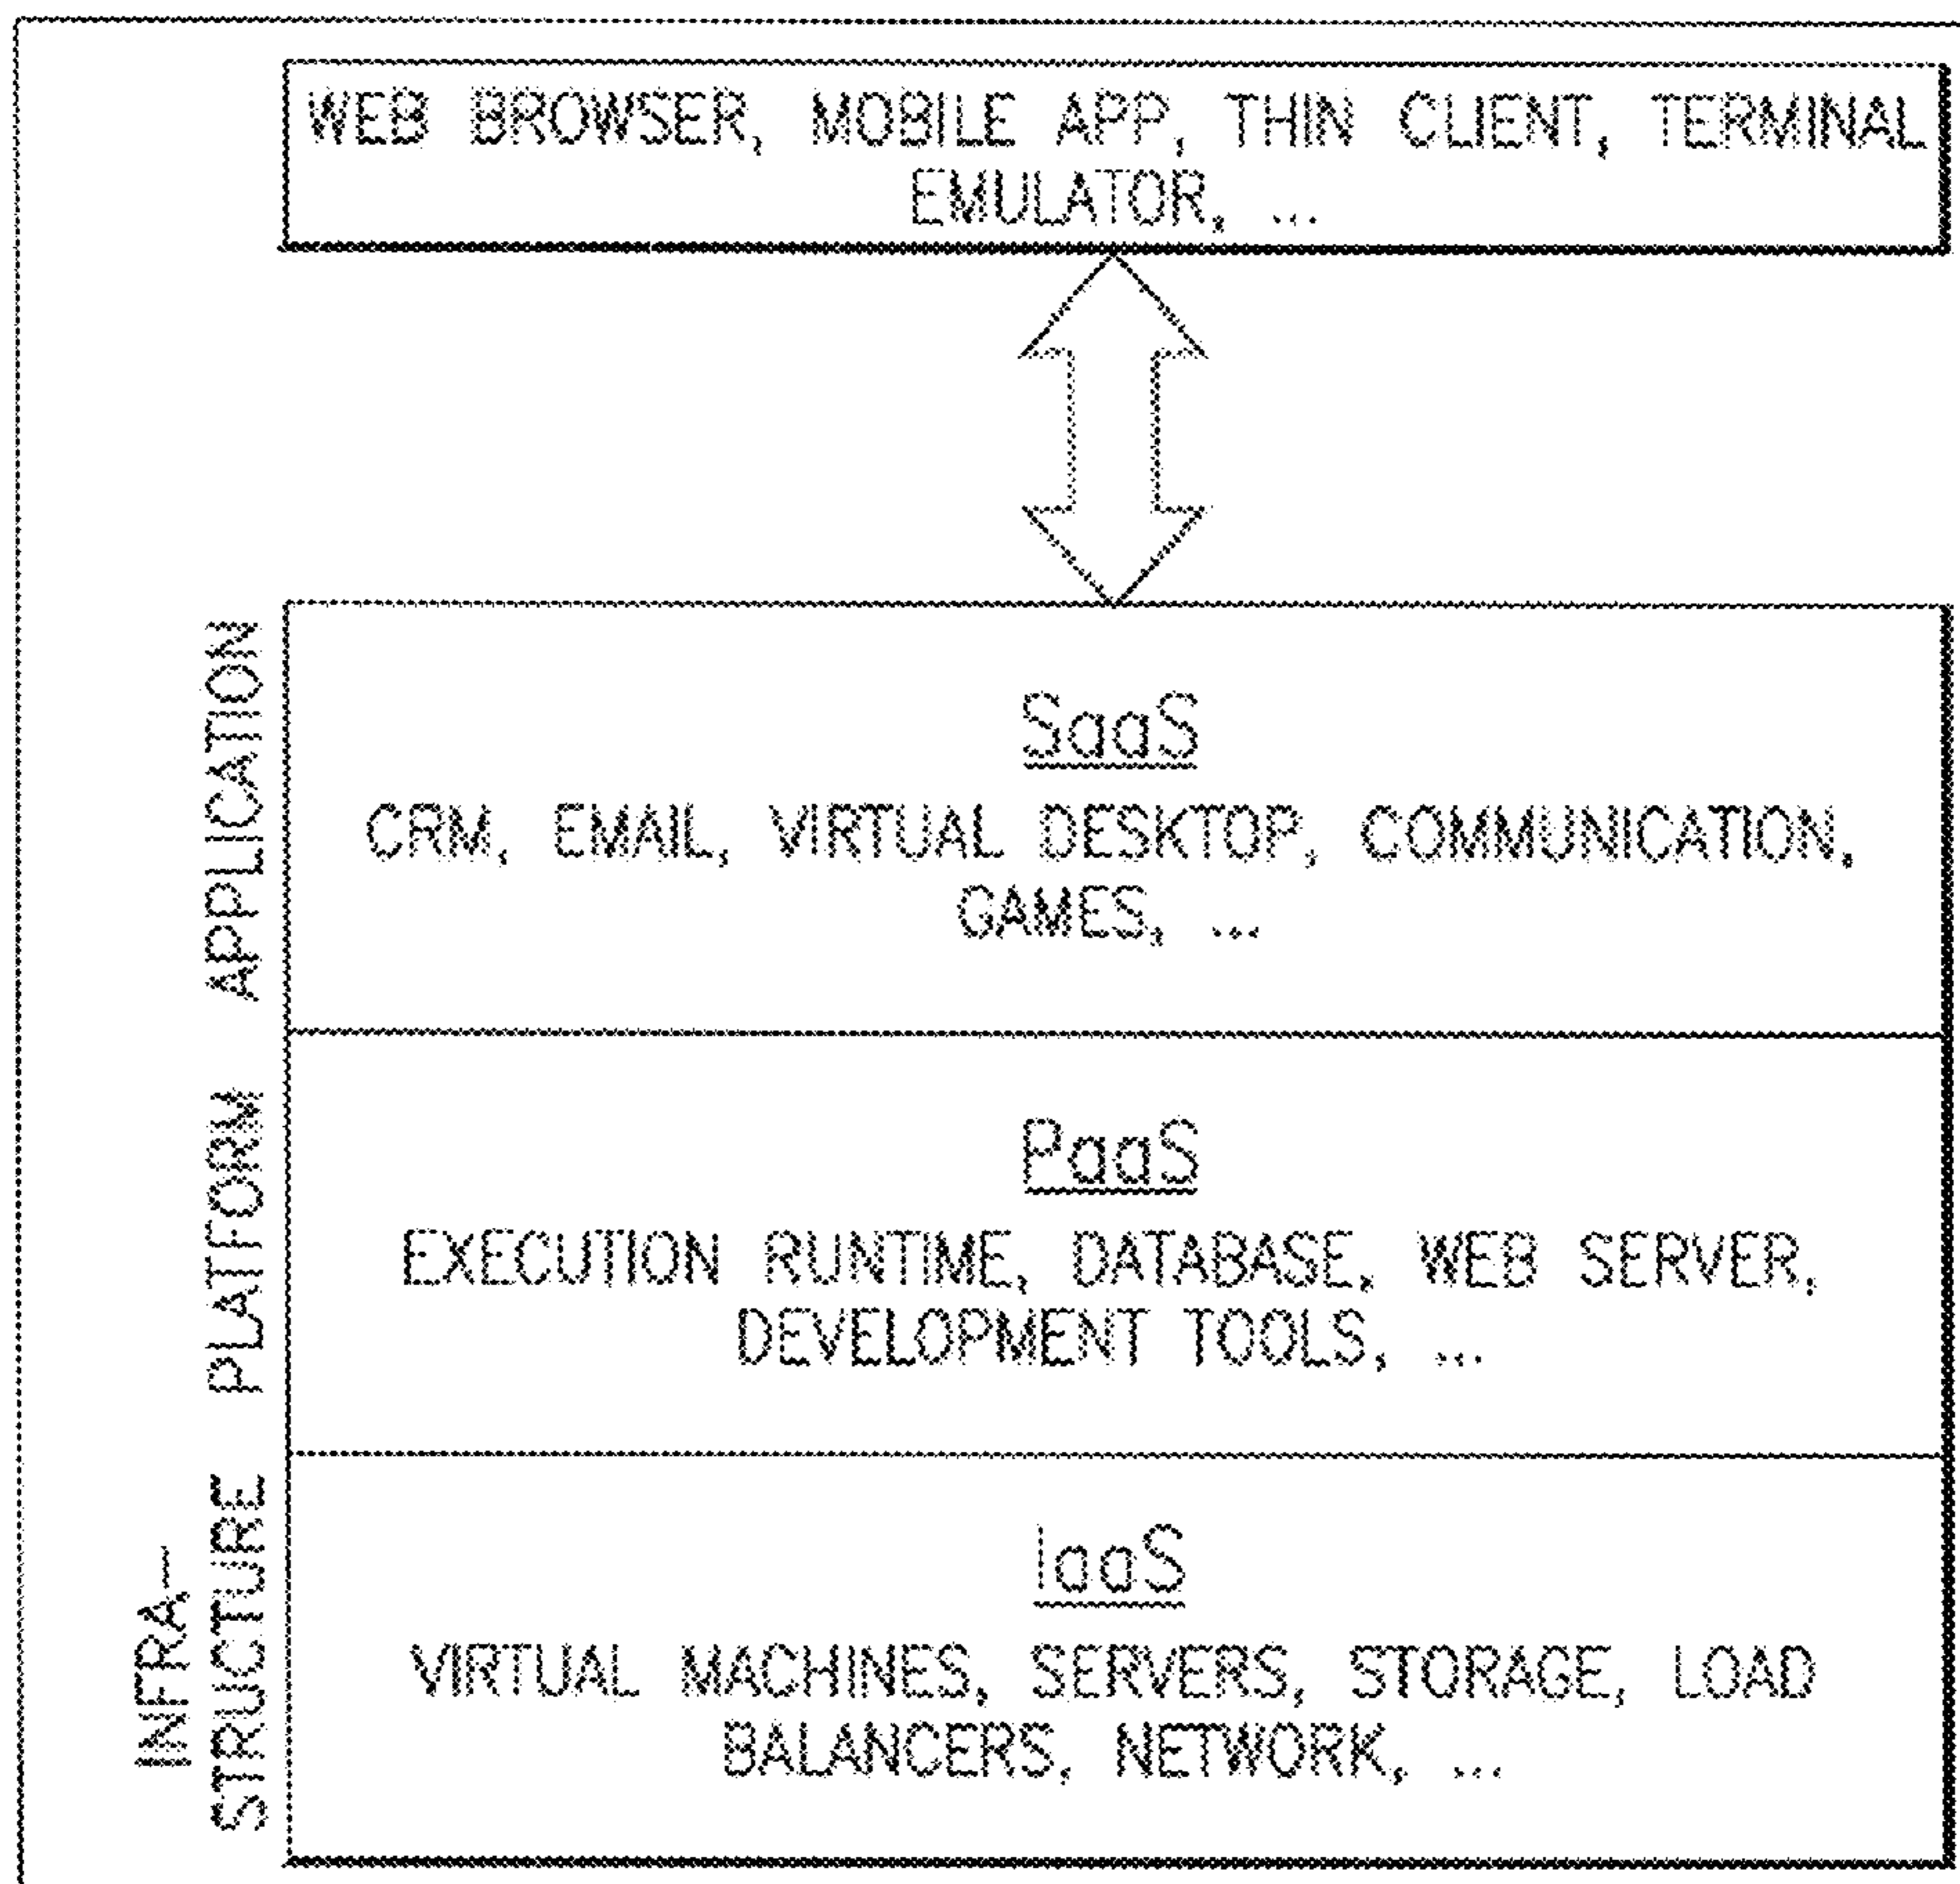 WEB BROWSER, MOBILE APP, THIN CLIENT, TERMINAL
EMULATOR, ...
APPLICATION
SaaS
CRM, EMAIL, VIRTUAL DESKTOP, COMMUNICATION,
GAMES, ...
PLATFORM
PaaS
EXECUTION RUNTIME, DATABASE, WEB SERVER,
DEVELOPMENT TOOLS, ...
INFRA-
STRUCTURE
IaaS
VIRTUAL MACHINES, SERVERS, STORAGE, LOAD
BALANCERS, NETWORK, ...